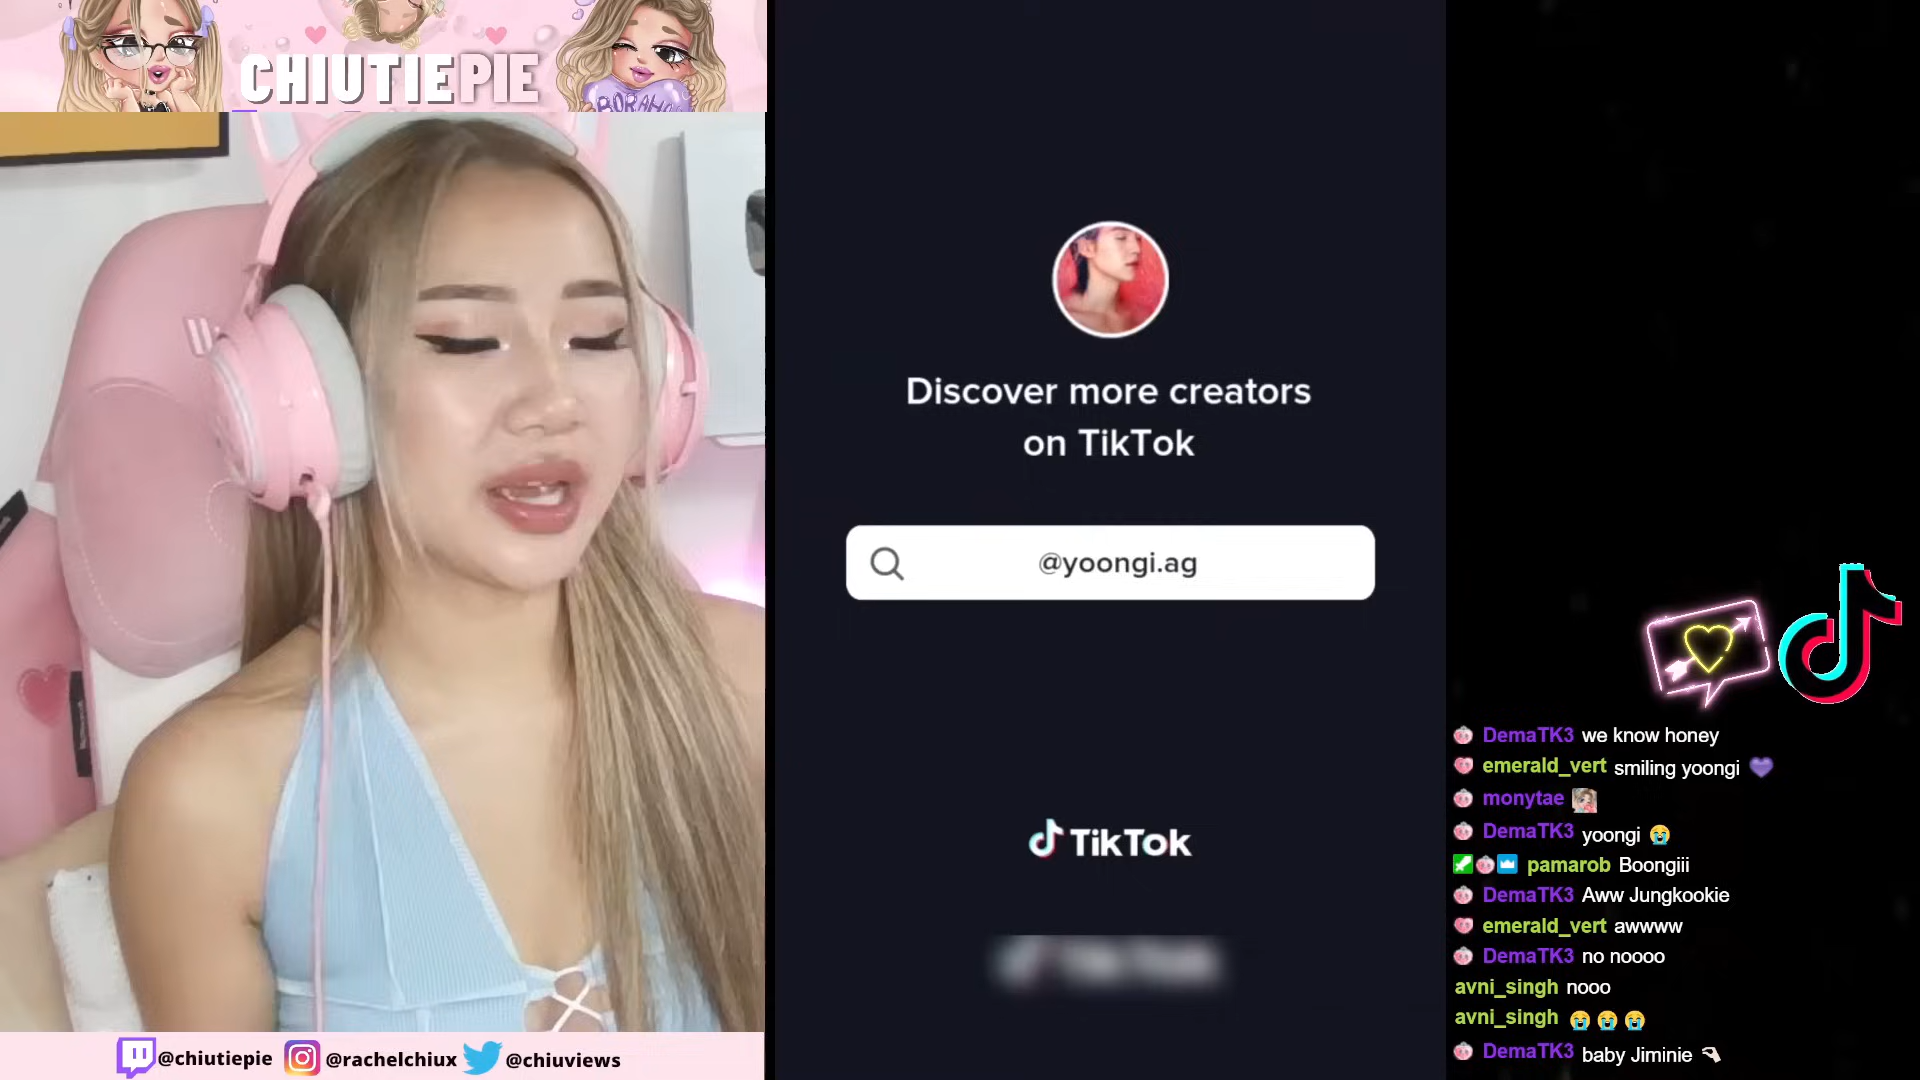 CHIUTIEPIE
BORAHAE
Discover more creators
on TikTok
@yoongi.ag
TikTok
DemaTK3 we know honey
emerald_vert smiling yoongi 💜
monytae
DemaTK3 yoongi 😭
pamarob Boongiii
DemaTK3 Aww Jungkookie
emerald_vert awwww
DemaTK3 no noooo
avni_singh nooo
avni_singh 😭 😭 😭
DemaTK3 baby Jiminie
@chiutiepie @rachelchiux @chiuviews